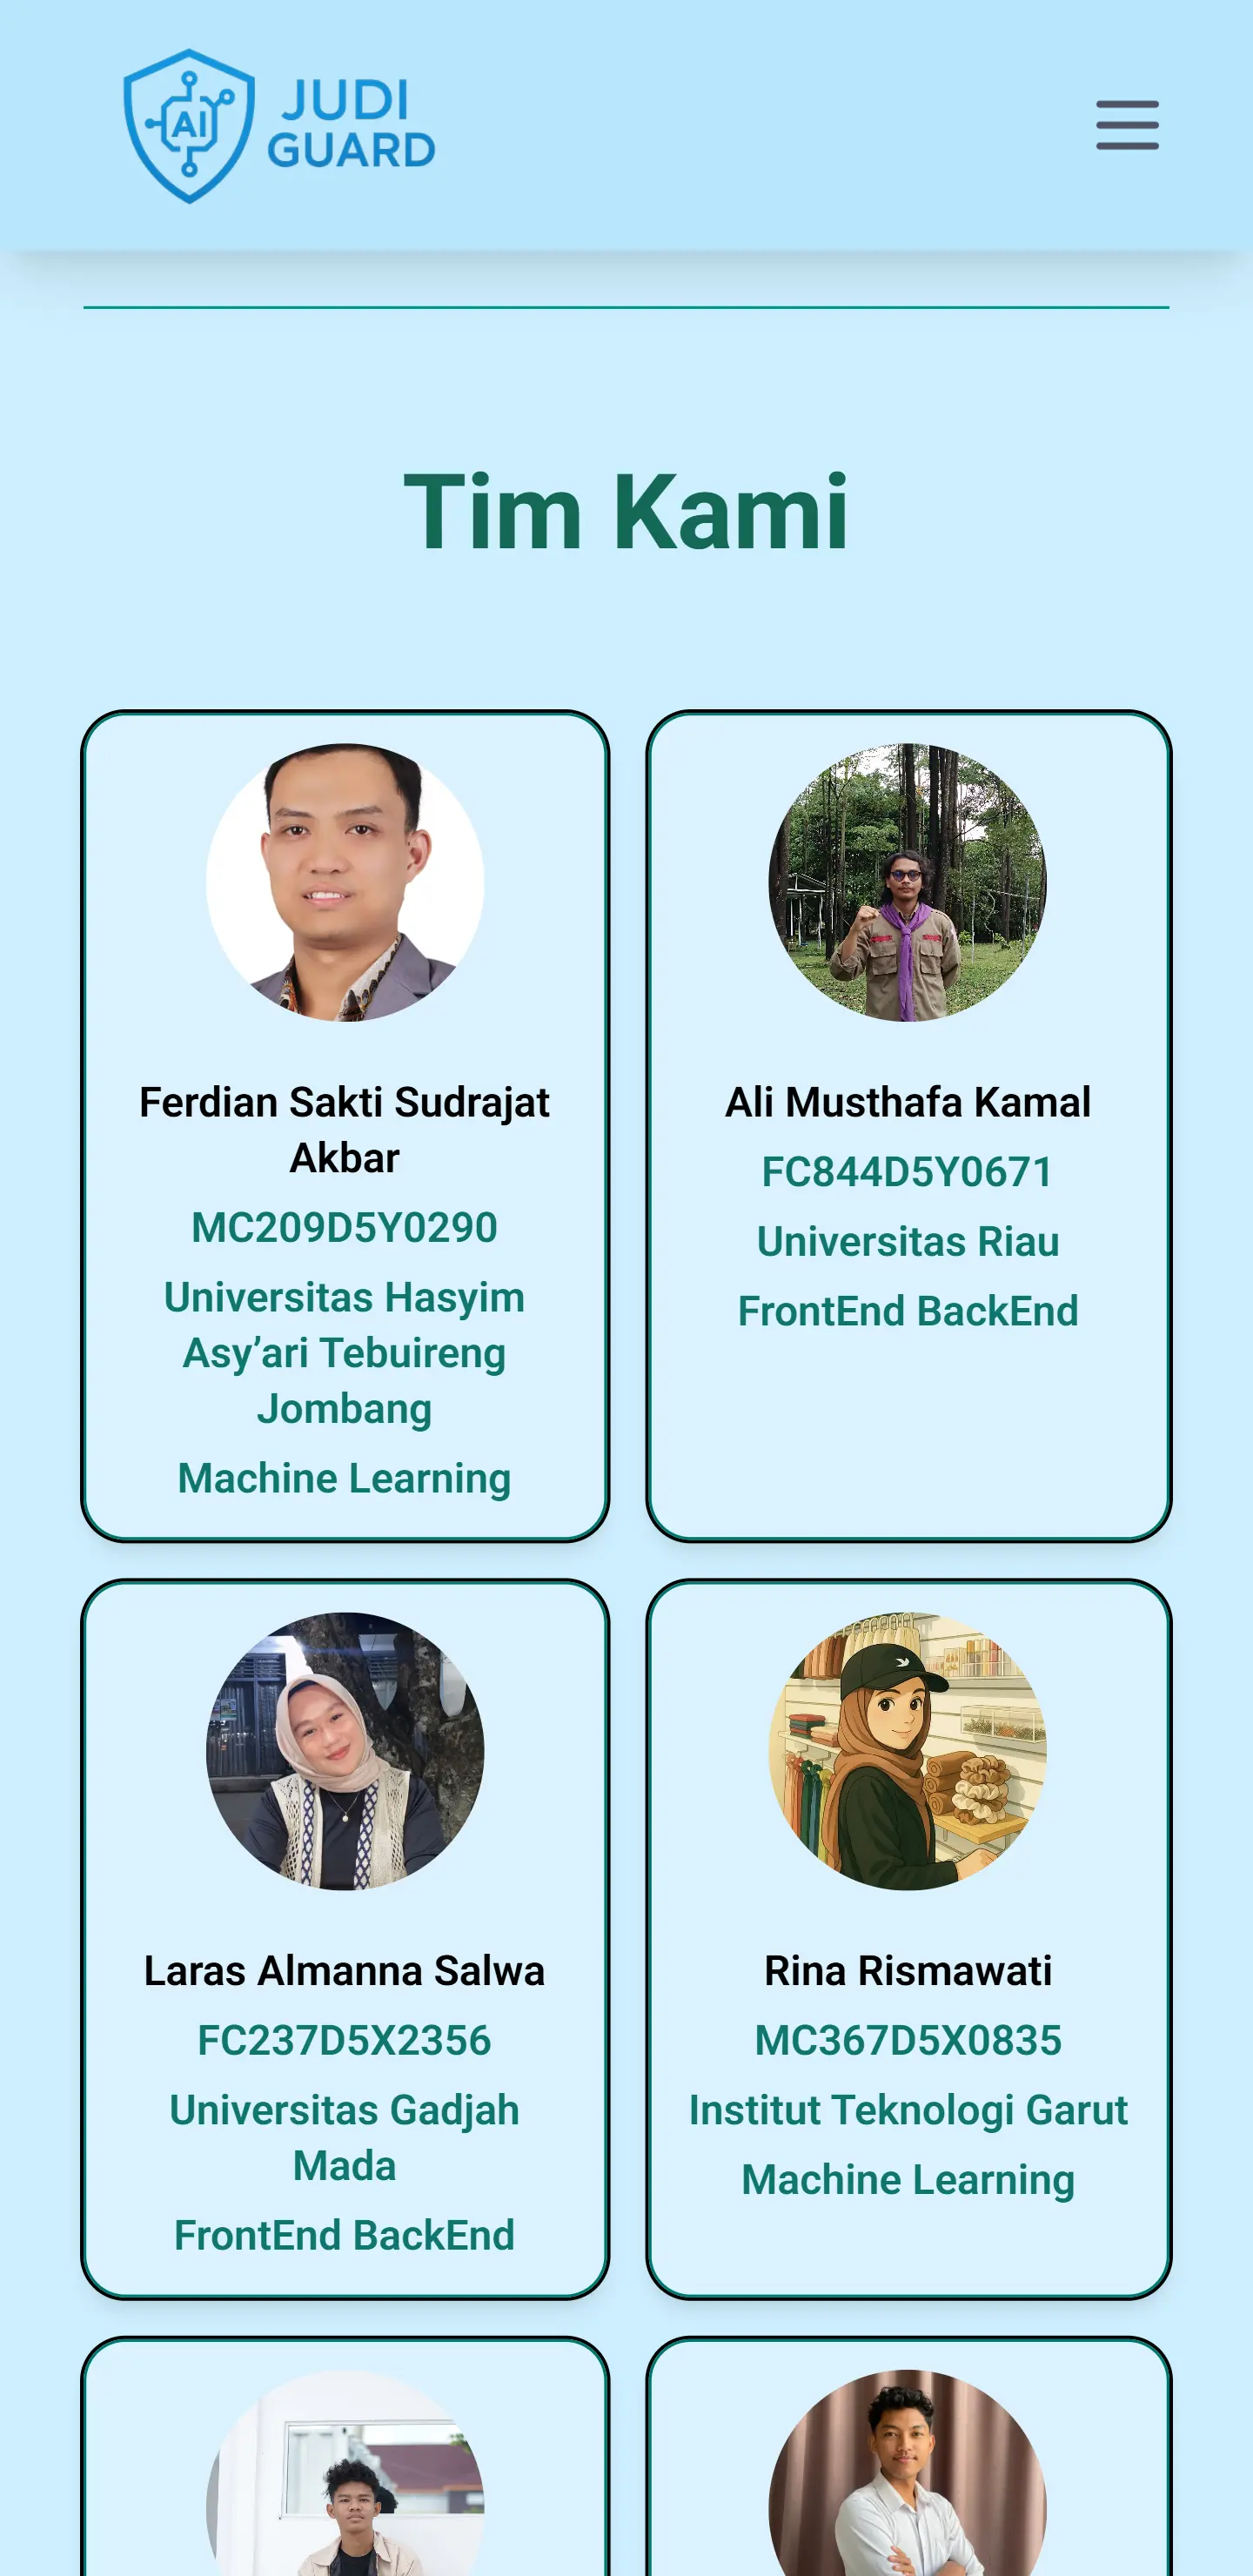 AI
JUDI
GUARD
Tim Kami
Ferdian Sakti Sudrajat
Akbar
MC209D5Y0290
Universitas Hasyim
Asy’ari Tebuireng
Jombang
Machine Learning
Ali Musthafa Kamal
FC844D5Y0671
Universitas Riau
FrontEnd BackEnd
Laras Almanna Salwa
FC237D5X2356
Universitas Gadjah
Mada
FrontEnd BackEnd
Rina Rismawati
MC367D5X0835
Institut Teknologi Garut
Machine Learning